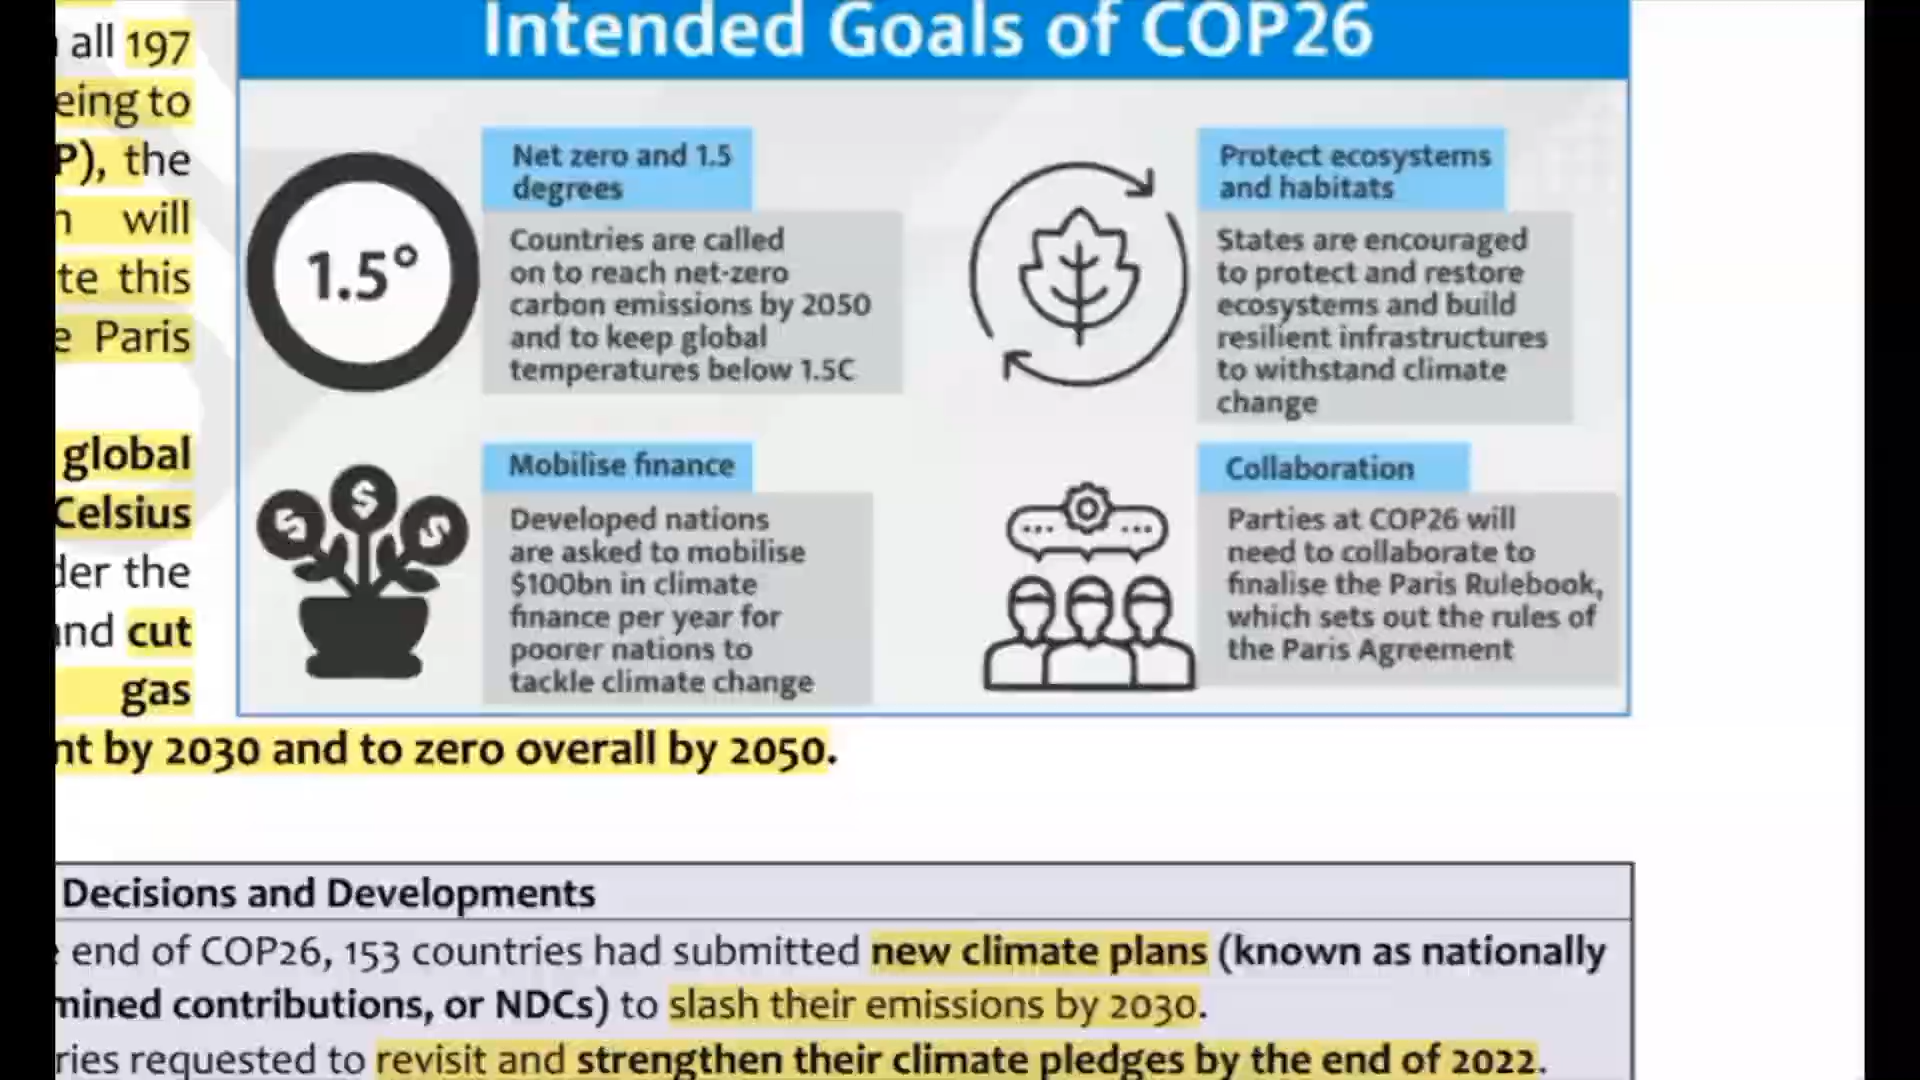 all 197
eing to
P), the
will
te this
e Paris
global
Celsius
der the
and cut
gas
Intended Goals of COP26
1.5°
Net zero and 1.5
degrees
Countries are called
on to reach net-zero
carbon emissions by 2050
and to keep global
temperatures below 1.5C
Protect ecosystems
and habitats
States are encouraged
to protect and restore
ecosystems and build
resilient infrastructures
to withstand climate
change
$ $ $
Mobilise finance
Developed nations
are asked to mobilise
$100bn in climate
finance per year for
poorer nations to
tackle climate change
Collaboration
Parties at COP26 will
need to collaborate to
finalise the Paris Rulebook,
which sets out the rules of
the Paris Agreement
nt by 2030 and to zero overall by 2050.
Decisions and Developments
end of COP26, 153 countries had submitted new climate plans (known as nationally
mined contributions, or NDCs) to slash their emissions by 2030.
ries requested to revisit and strengthen their climate pledges by the end of 2022.